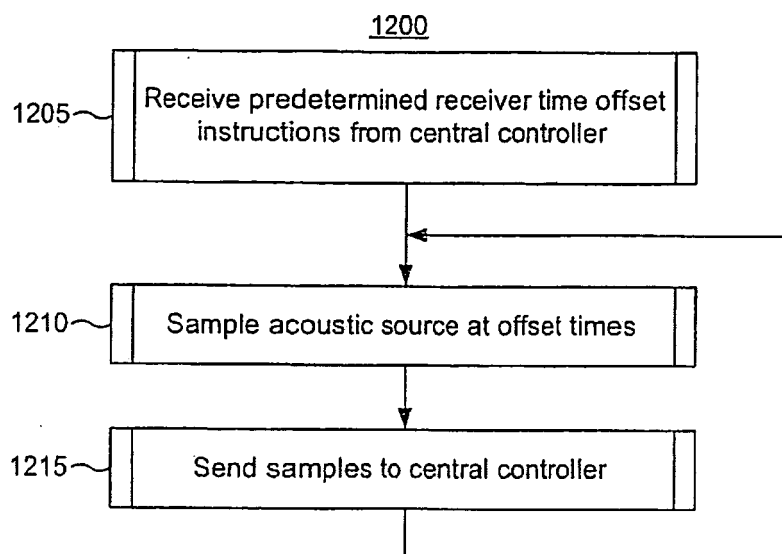 1200
1205
Receive predetermined receiver time offset
instructions from central controller
1210
Sample acoustic source at offset times
1215
Send samples to central controller